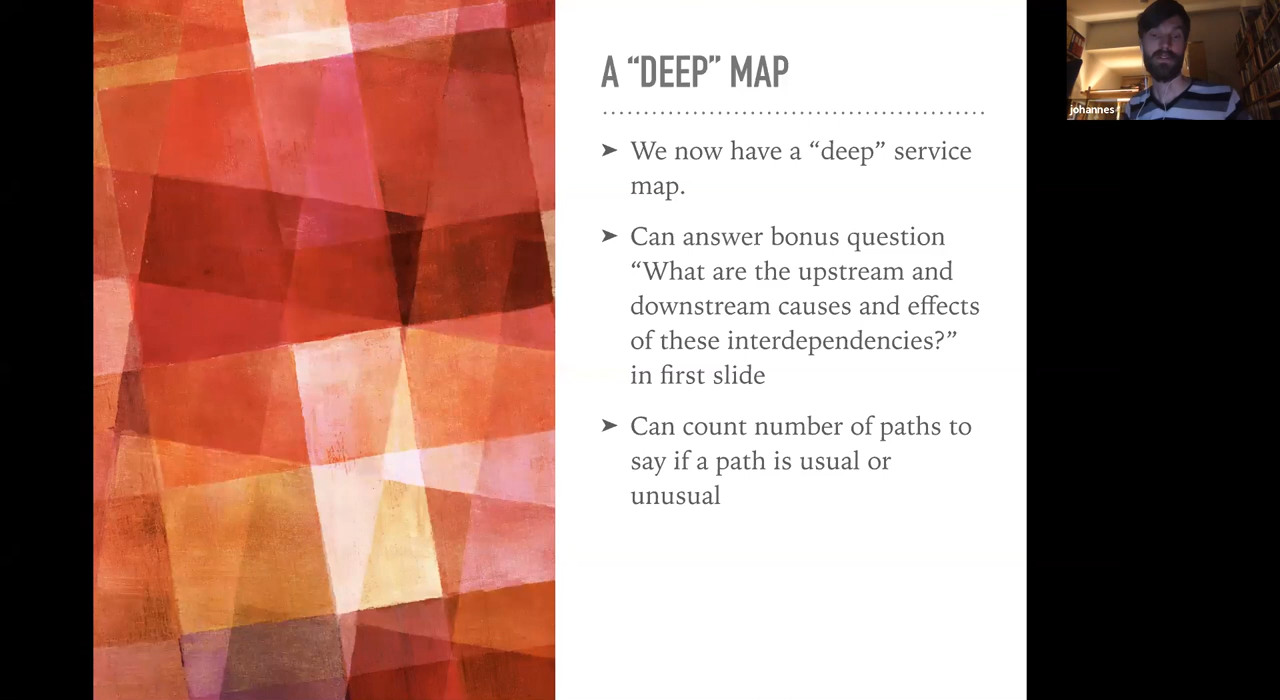 A “DEEP” MAP
➤ We now have a “deep” service
map.
➤ Can answer bonus question
“What are the upstream and
downstream causes and effects
of these interdependencies?”
in first slide
➤ Can count number of paths to
say if a path is usual or
unusual
johannes